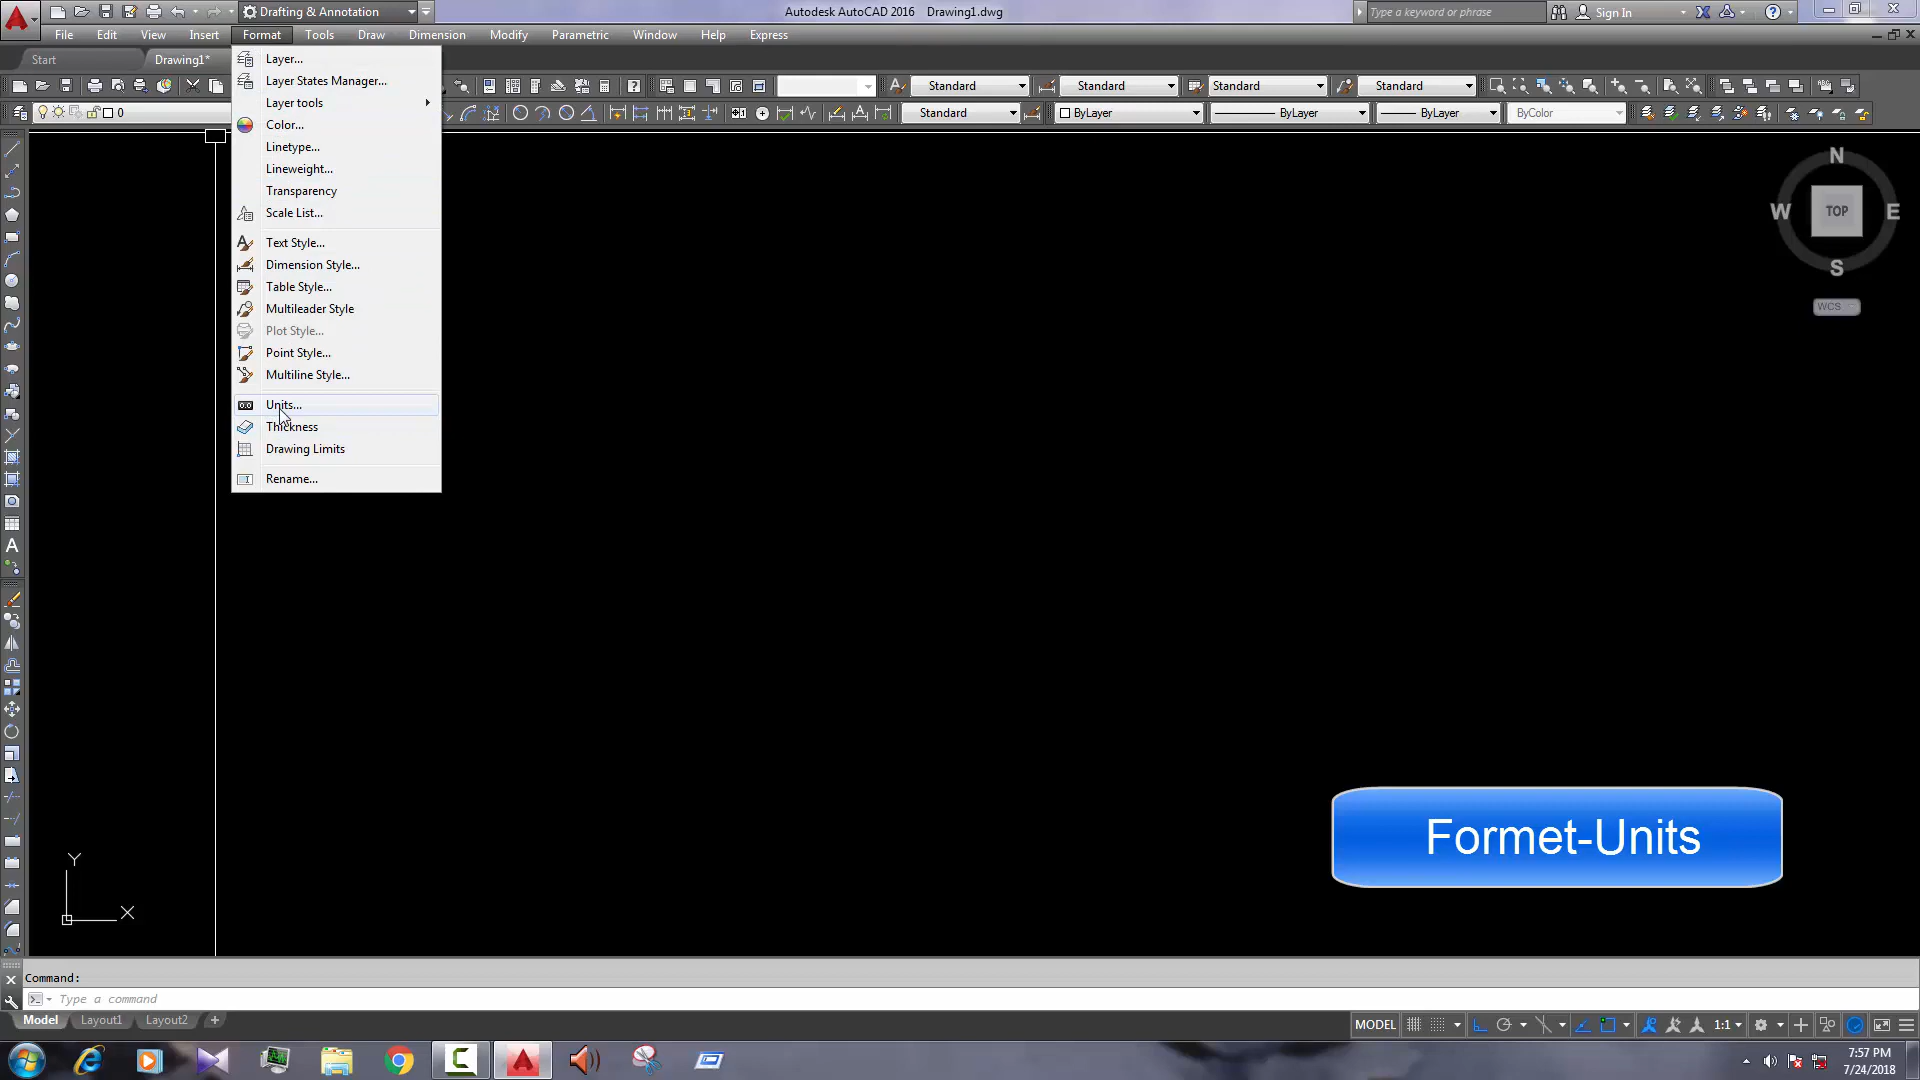 Drafting & Annotation
Autodesk AutoCAD 2016 Drawing1.dwg
Type a keyword or phrase
Sign In
File Edit View Insert Format Tools Draw Dimension Modify Parametric Window Help Express
Start
Drawing1*
Standard Standard Standard Standard
0
Standard ByLayer ByLayer ByLayer ByColor
Layer...
Layer States Manager...
Layer tools
Color...
Linetype...
Lineweight...
Transparency
Scale List...
Text Style...
Dimension Style...
Table Style...
Multileader Style
Plot Style...
Point Style...
Multiline Style...
Units...
Thickness
Drawing Limits
Rename...
N
W TOP E
S
WCS
Formet-Units
Y
X
Command:
Type a command
Model Layout1 Layout2 +
MODEL 1:1
7:57 PM
7/24/2018